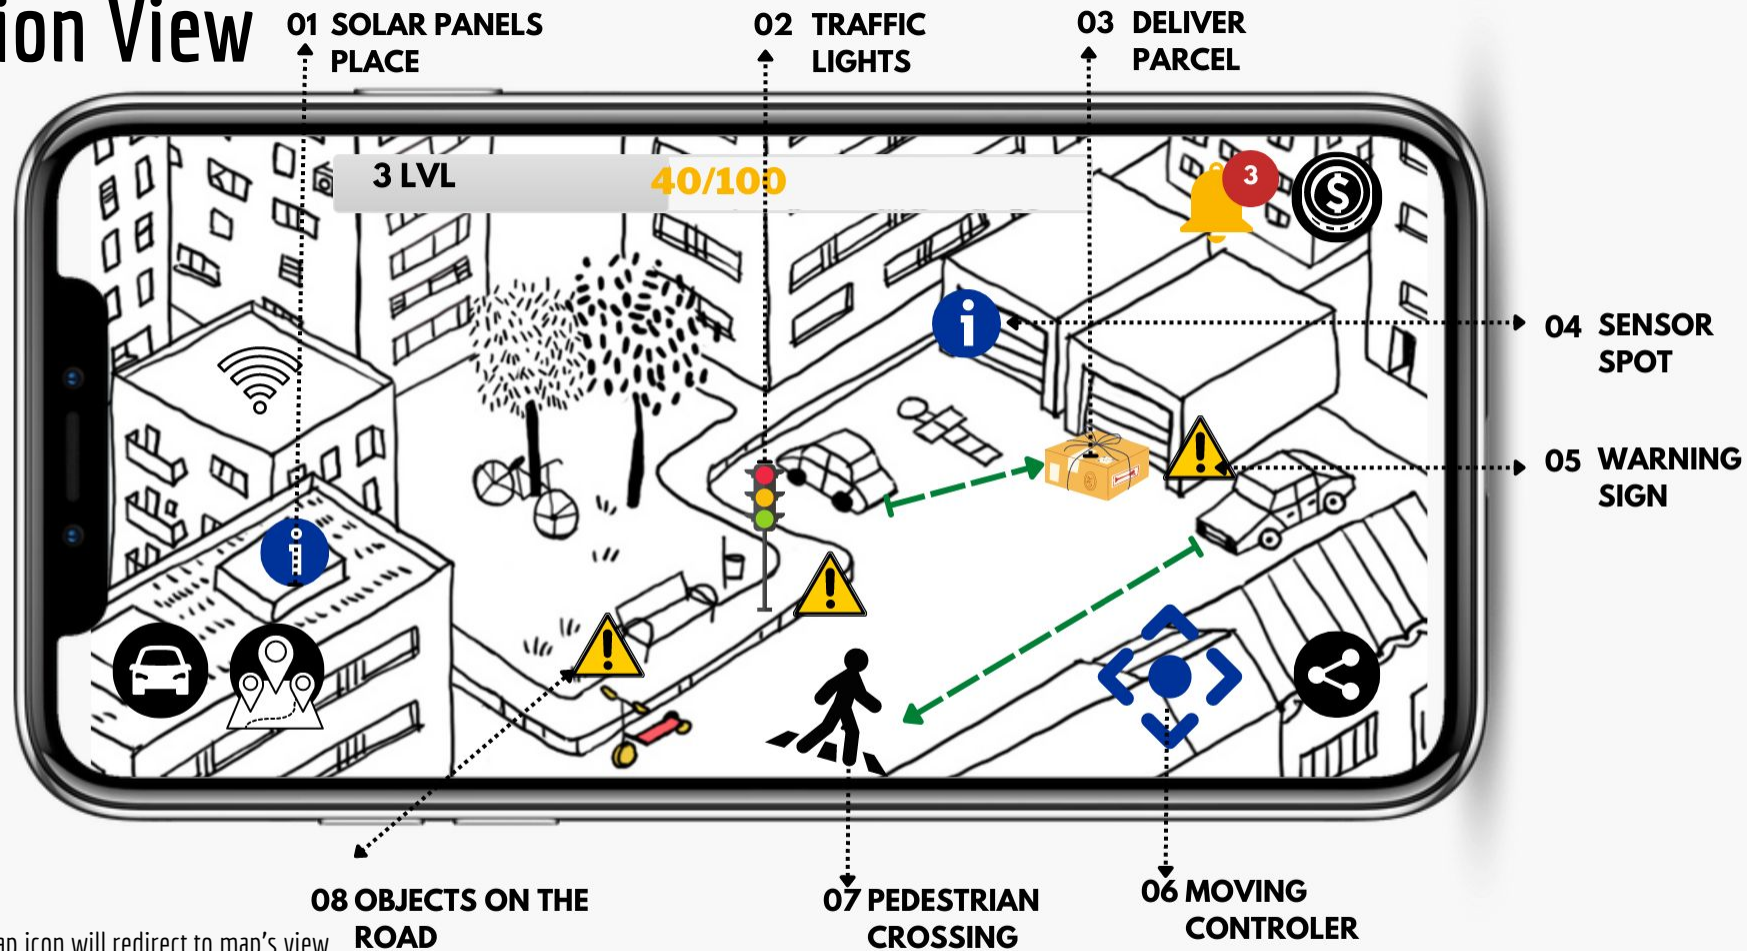 ion View
01 SOLAR PANELS
PLACE
02 TRAFFIC
LIGHTS
03 DELIVER
PARCEL
3 LVL
40/100
3
$
i
04 SENSOR
SPOT
05 WARNING
SIGN
i
08 OBJECTS ON THE
ROAD
07 PEDESTRIAN
CROSSING
06 MOVING
CONTROLER
icon will redirect to map's view